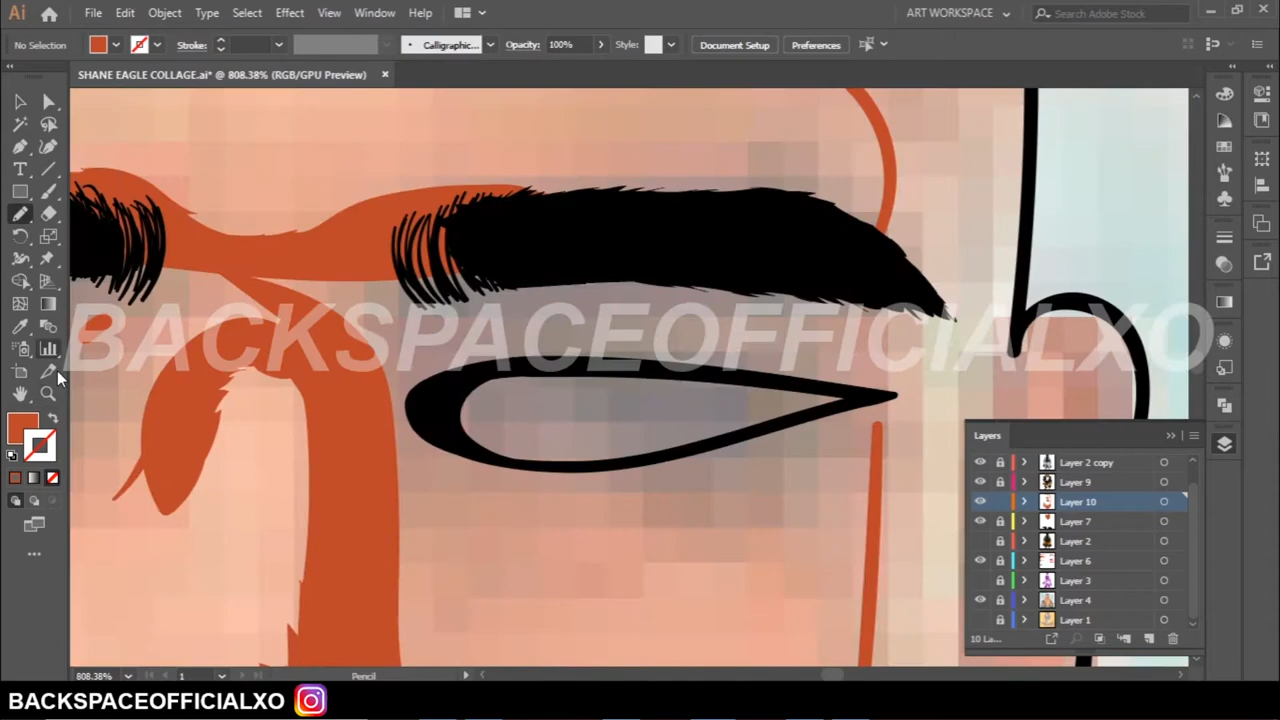 Ai File Edit Object Type Select Effect View Window Help ART WORKSPACE Search Adobe Stock
No Selection Stroke: Calligraphic... Opacity: 100% Style: Document Setup Preferences
SHANE EAGLE COLLAGE.ai* @ 808.38% (RGB/GPU Preview) ×
BACKSPACEOFFICIALXO
Layers
Layer 2 copy
Layer 9
Layer 10
Layer 7
Layer 2
Layer 6
Layer 3
Layer 4
Layer 1
10 La...
808.38% 1 Pencil
BACKSPACEOFFICIALXO